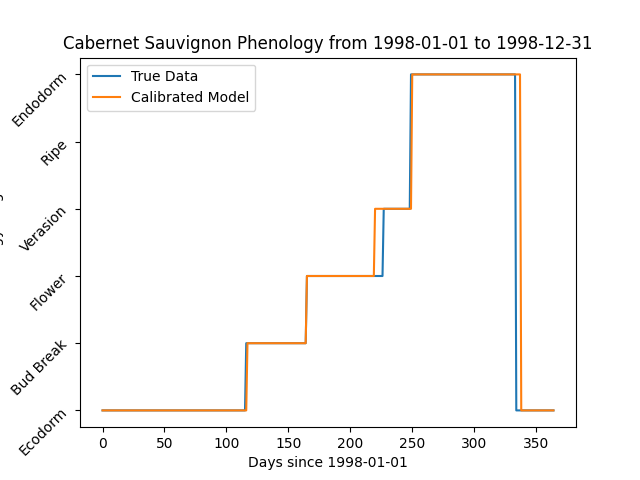 Cabernet Sauvignon Phenology from 1998-01-01 to 1998-12-31
True Data
Calibrated Model
Endodorm
Ripe
Verasion
Flower
Bud Break
Ecodorm
0 50 100 150 200 250 300 350
Days since 1998-01-01